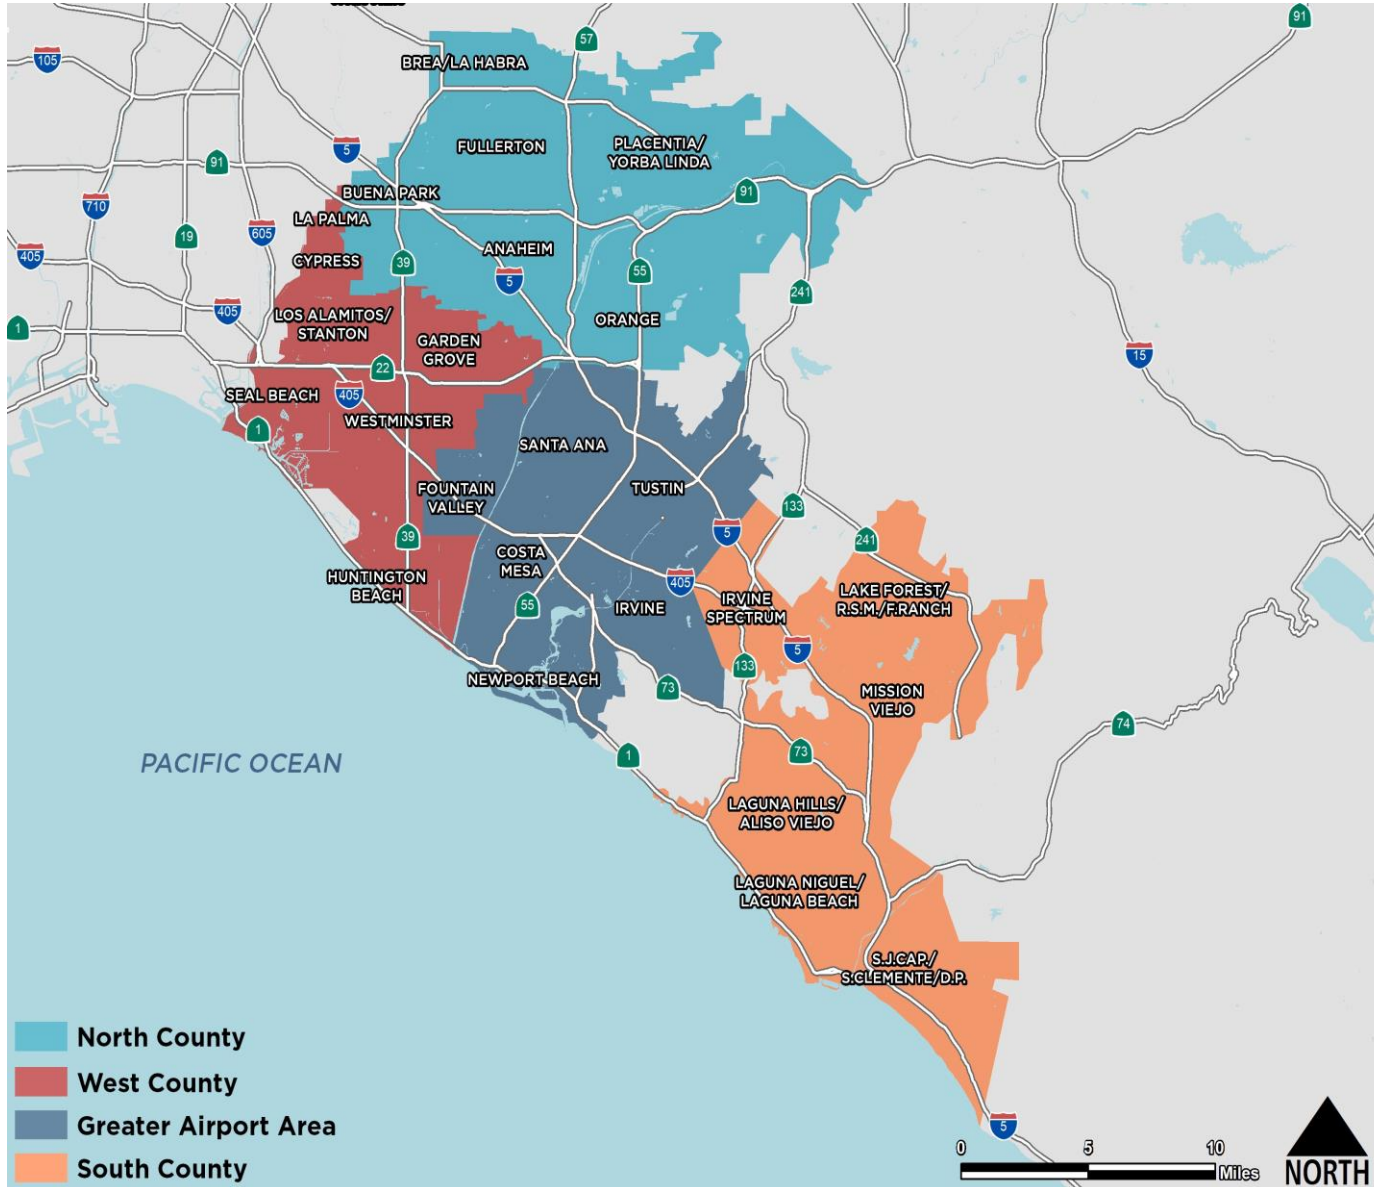 91
57
105
BREA/LA HABRA
5
FULLERTON
PLACENTIA/
YORBA LINDA
91
91
BUENA PARK
710
LA PALMA
605
19
405
CYPRESS
39
ANAHEIM
5
55
241
405
LOS ALAMITOS/
STANTON
ORANGE
1
GARDEN
GROVE
15
22
405
SEAL BEACH
WESTMINSTER
1
SANTA ANA
FOUNTAIN
VALLEY
TUSTIN
133
39
5
241
COSTA
MESA
HUNTINGTON
BEACH
405
55
IRVINE
IRVINE
SPECTRUM
LAKE FOREST/
R.S.M./F.RANCH
5
133
NEWPORT BEACH
73
MISSION
VIEJO
74
1
73
PACIFIC OCEAN
LAGUNA HILLS/
ALISO VIEJO
LAGUNA NIGUEL/
LAGUNA BEACH
S.J.CAP./
S.CLEMENTE/D.P.
5
North County
West County
Greater Airport Area
South County
0 5 10
Miles
NORTH